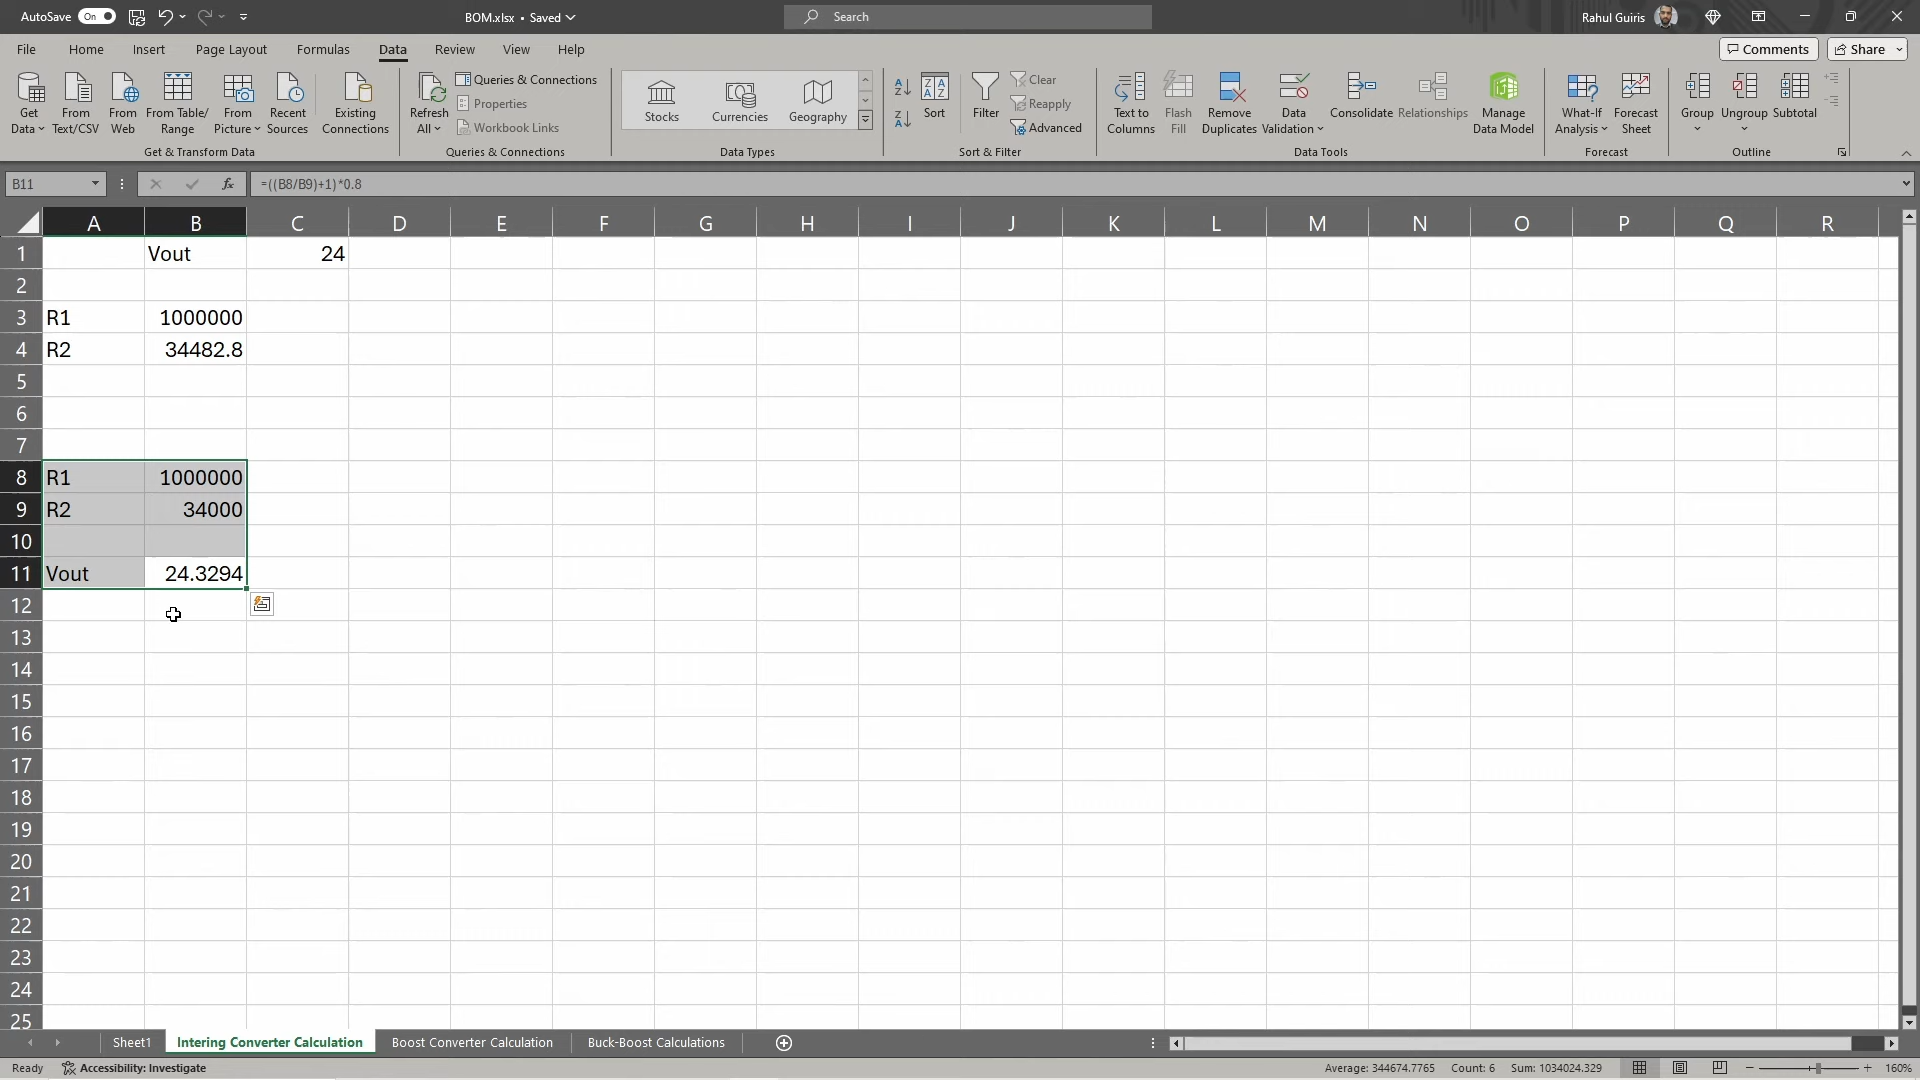 AutoSave On BOM.xlsx • Saved Search Rahul Guiris
File Home Insert Page Layout Formulas Data Review View Help Comments Share
Get Data From Text/CSV From Web From Table/ Range From Picture Recent Sources Existing Connections
Get & Transform Data
Refresh All Queries & Connections
Properties
Workbook Links
Queries & Connections
Stocks Currencies Geography
Data Types
Sort Filter Clear
Reapply
Advanced
Sort & Filter
Text to Columns Flash Fill Remove Duplicates Data Validation Consolidate Relationships Manage Data Model
Data Tools
What-If Analysis Forecast Sheet
Forecast
Group Ungroup Subtotal
Outline
B11 fx =((B8/B9)+1)*0.8
A B C D E F G H I J K L M N O P Q R
1 Vout 24
2
3 R1 1000000
4 R2 34482.8
5
6
7
8 R1 1000000
9 R2 34000
10
11 Vout 24.3294
12
13
14
15
16
17
18
19
20
21
22
23
24
25
Sheet1 Intering Converter Calculation Boost Converter Calculation Buck-Boost Calculations
Ready Accessibility: Investigate Average: 344674.7765 Count: 6 Sum: 1034024.329 160%